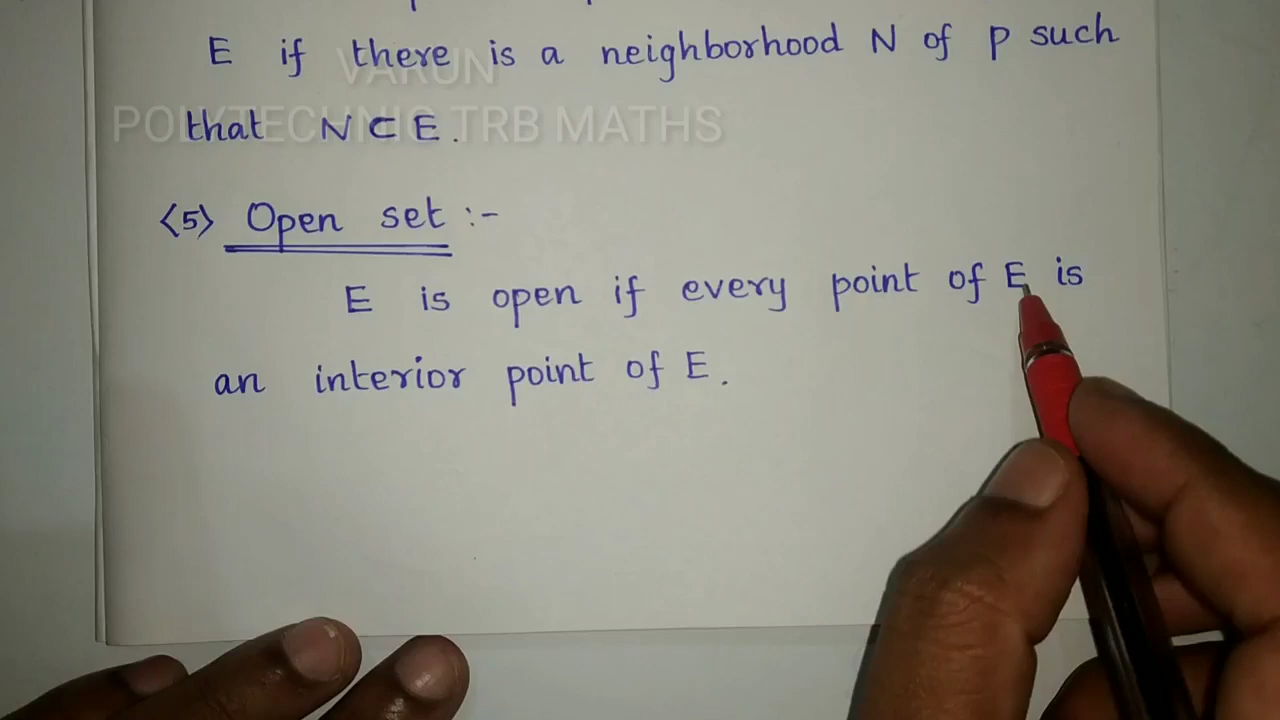 E if there is a neighborhood N of p such
VARUN
that N ⊂ E.
POLYTECHNIC TRB MATHS
<5> Open set :-
E is open if every point of E is
an interior point of E.